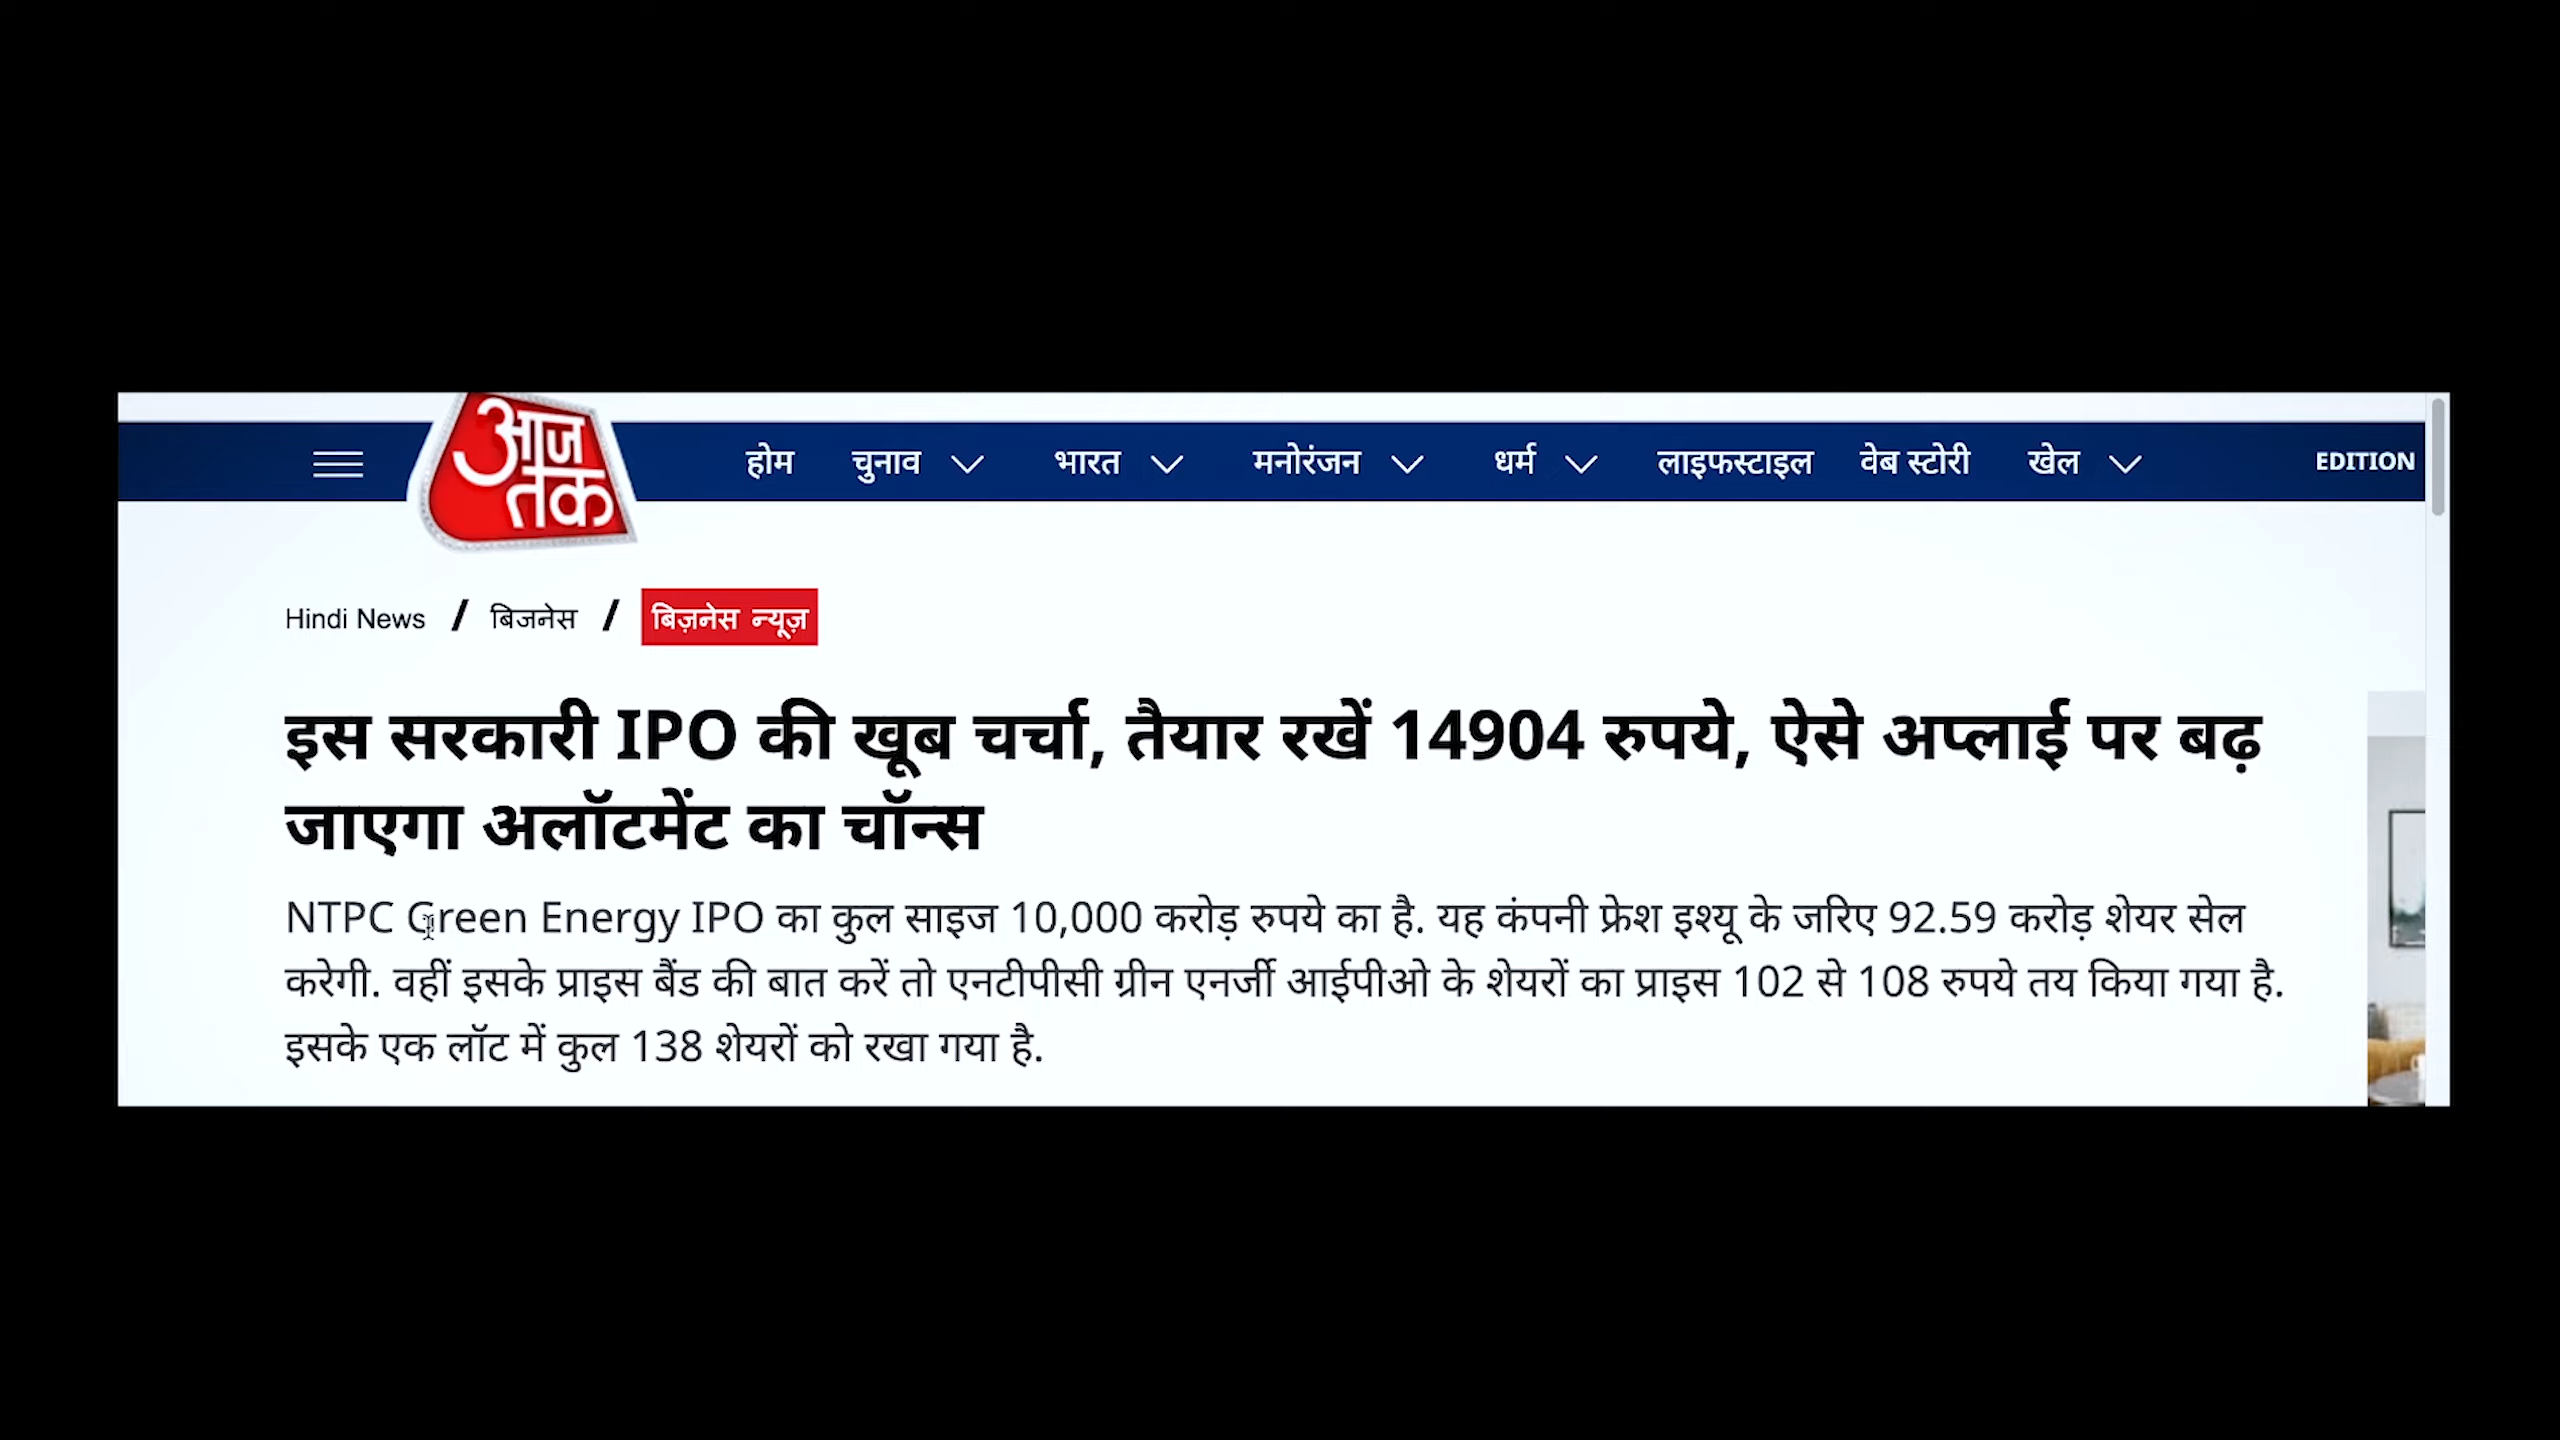 आज
तक
होम चुनाव भारत मनोरंजन धर्म लाइफस्टाइल वेब स्टोरी खेल EDITION
Hindi News / बिजनेस / बिज़नेस न्यूज़
इस सरकारी IPO की खूब चर्चा, तैयार रखें 14904 रुपये, ऐसे अप्लाई पर बढ़
जाएगा अलॉटमेंट का चॉन्स
NTPC Green Energy IPO का कुल साइज 10,000 करोड़ रुपये का है. यह कंपनी फ्रेश इश्यू के जरिए 92.59 करोड़ शेयर सेल
करेगी. वहीं इसके प्राइस बैंड की बात करें तो एनटीपीसी ग्रीन एनर्जी आईपीओ के शेयरों का प्राइस 102 से 108 रुपये तय किया गया है.
इसके एक लॉट में कुल 138 शेयरों को रखा गया है.